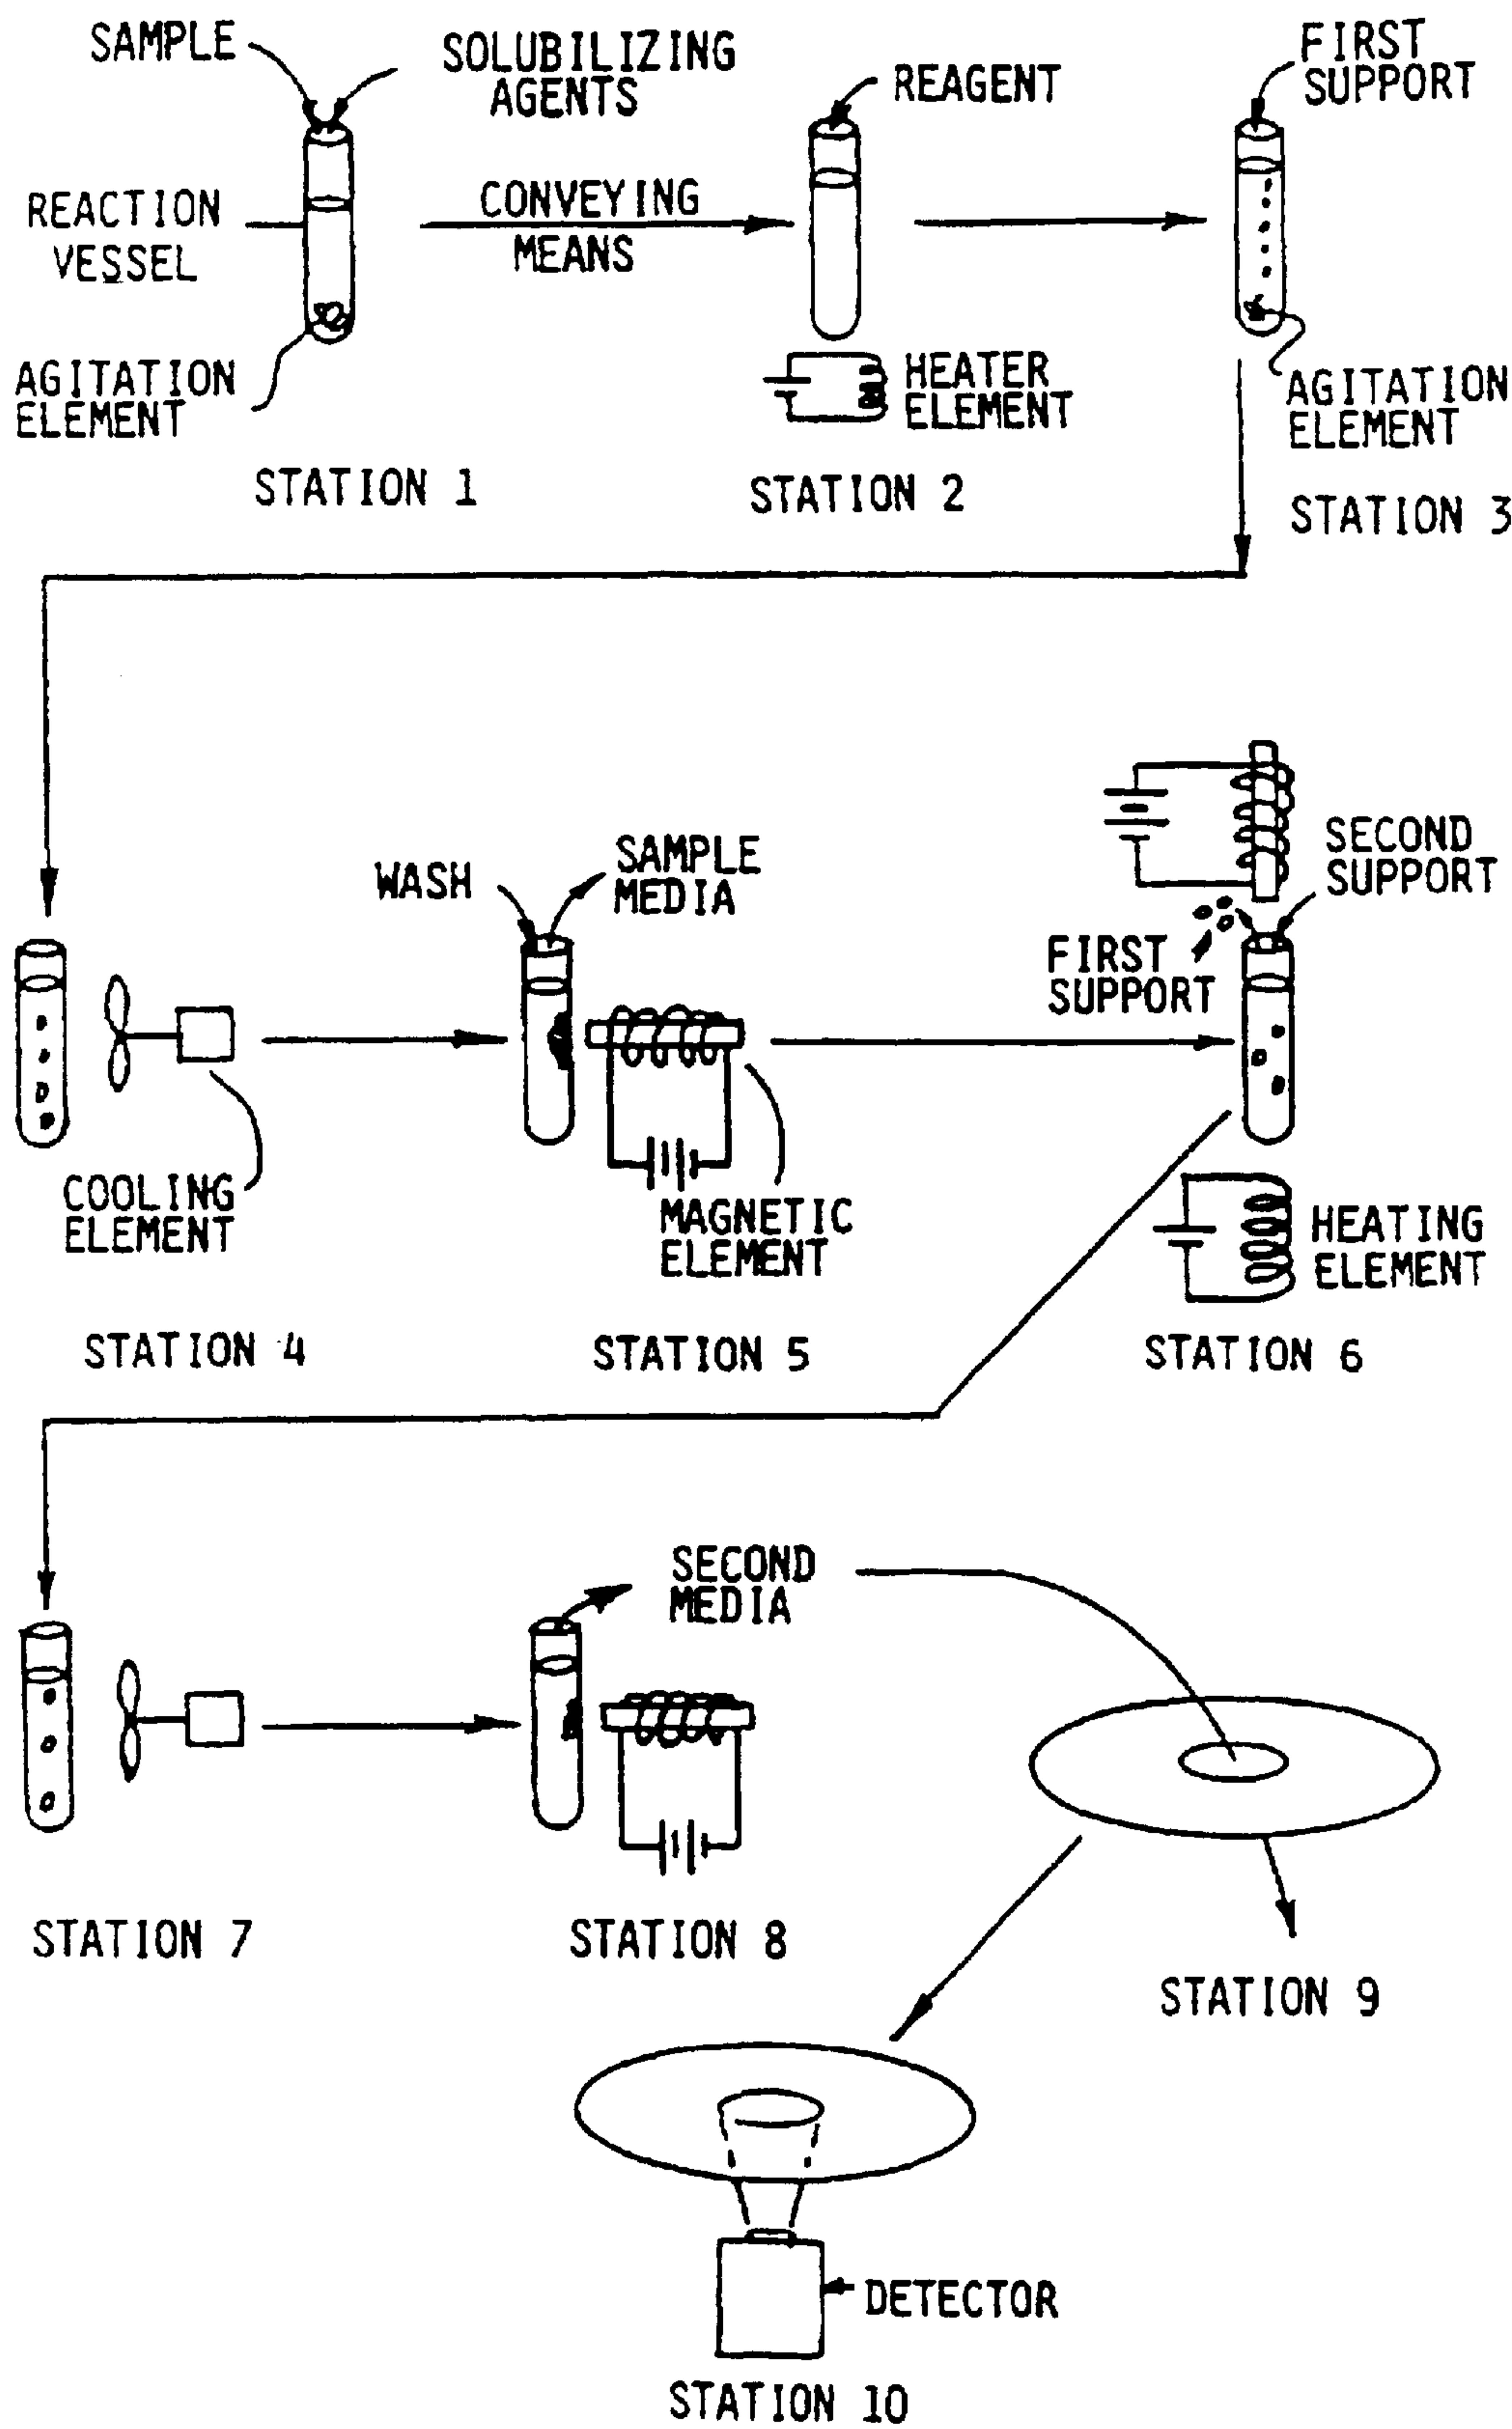 SAMPLE
SOLUBILIZING
AGENTS
REAGENT
FIRST
SUPPORT
REACTION
VESSEL
CONVEYING
MEANS
AGITATION
ELEMENT
HEATER
ELEMENT
AGITATION
ELEMENT
STATION 1
STATION 2
STATION 3
WASH
SAMPLE
MEDIA
SECOND
SUPPORT
FIRST
SUPPORT
COOLING
ELEMENT
MAGNETIC
ELEMENT
HEATING
ELEMENT
STATION 4
STATION 5
STATION 6
SECOND
MEDIA
STATION 7
STATION 8
STATION 9
DETECTOR
STATION 10